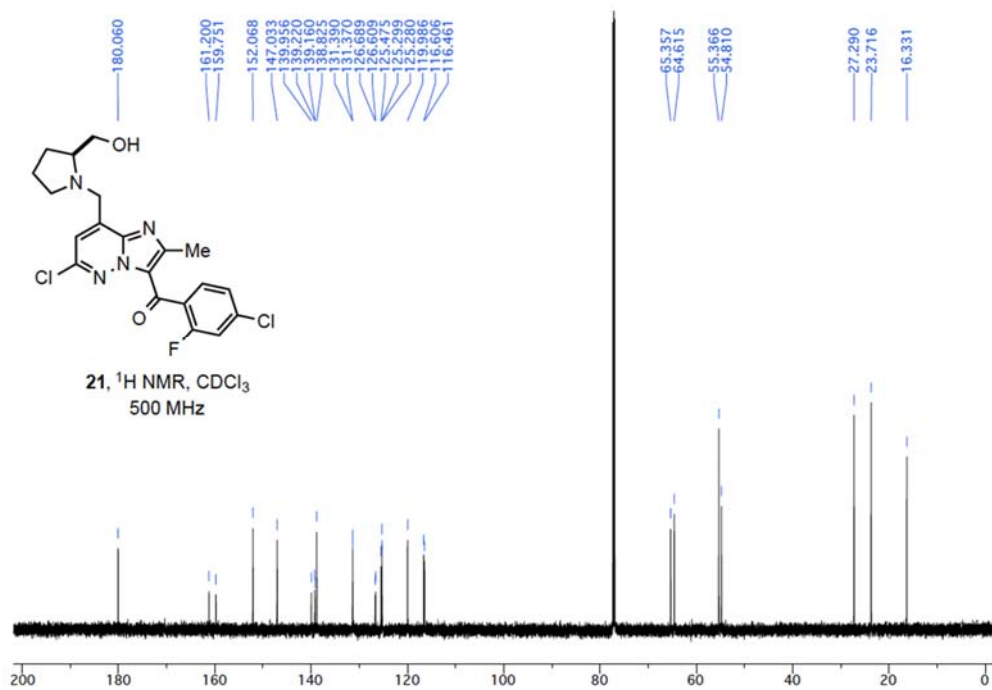 180.060
161.200
159.751
152.068
147.033
139.956
139.220
139.160
138.825
131.390
131.370
126.689
126.609
125.475
125.299
125.280
119.986
116.606
116.461
65.357
64.615
55.366
54.810
27.290
23.716
16.331
OH
N
N
Me
Cl
N
N
O
Cl
F
21, ¹H NMR, CDCl₃
500 MHz
200 180 160 140 120 100 80 60 40 20 0